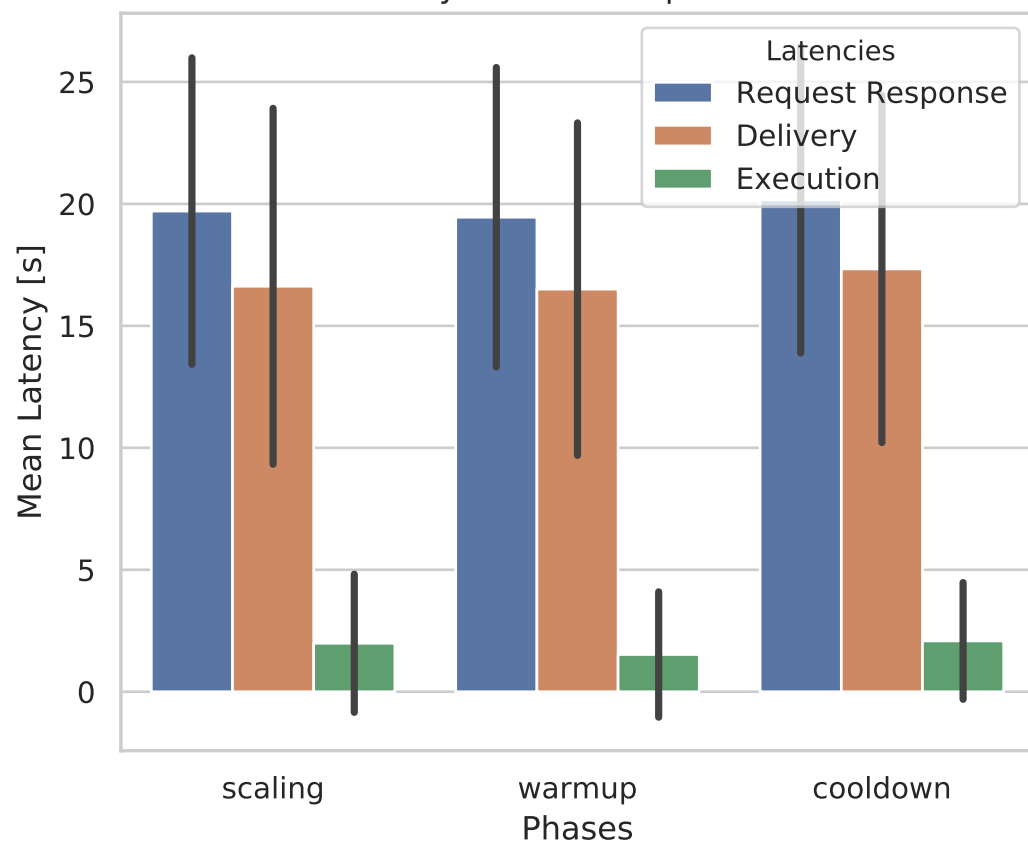 Latencies
Request Response
Delivery
Execution
25
20
15
10
5
0
Mean Latency [s]
scaling warmup cooldown
Phases